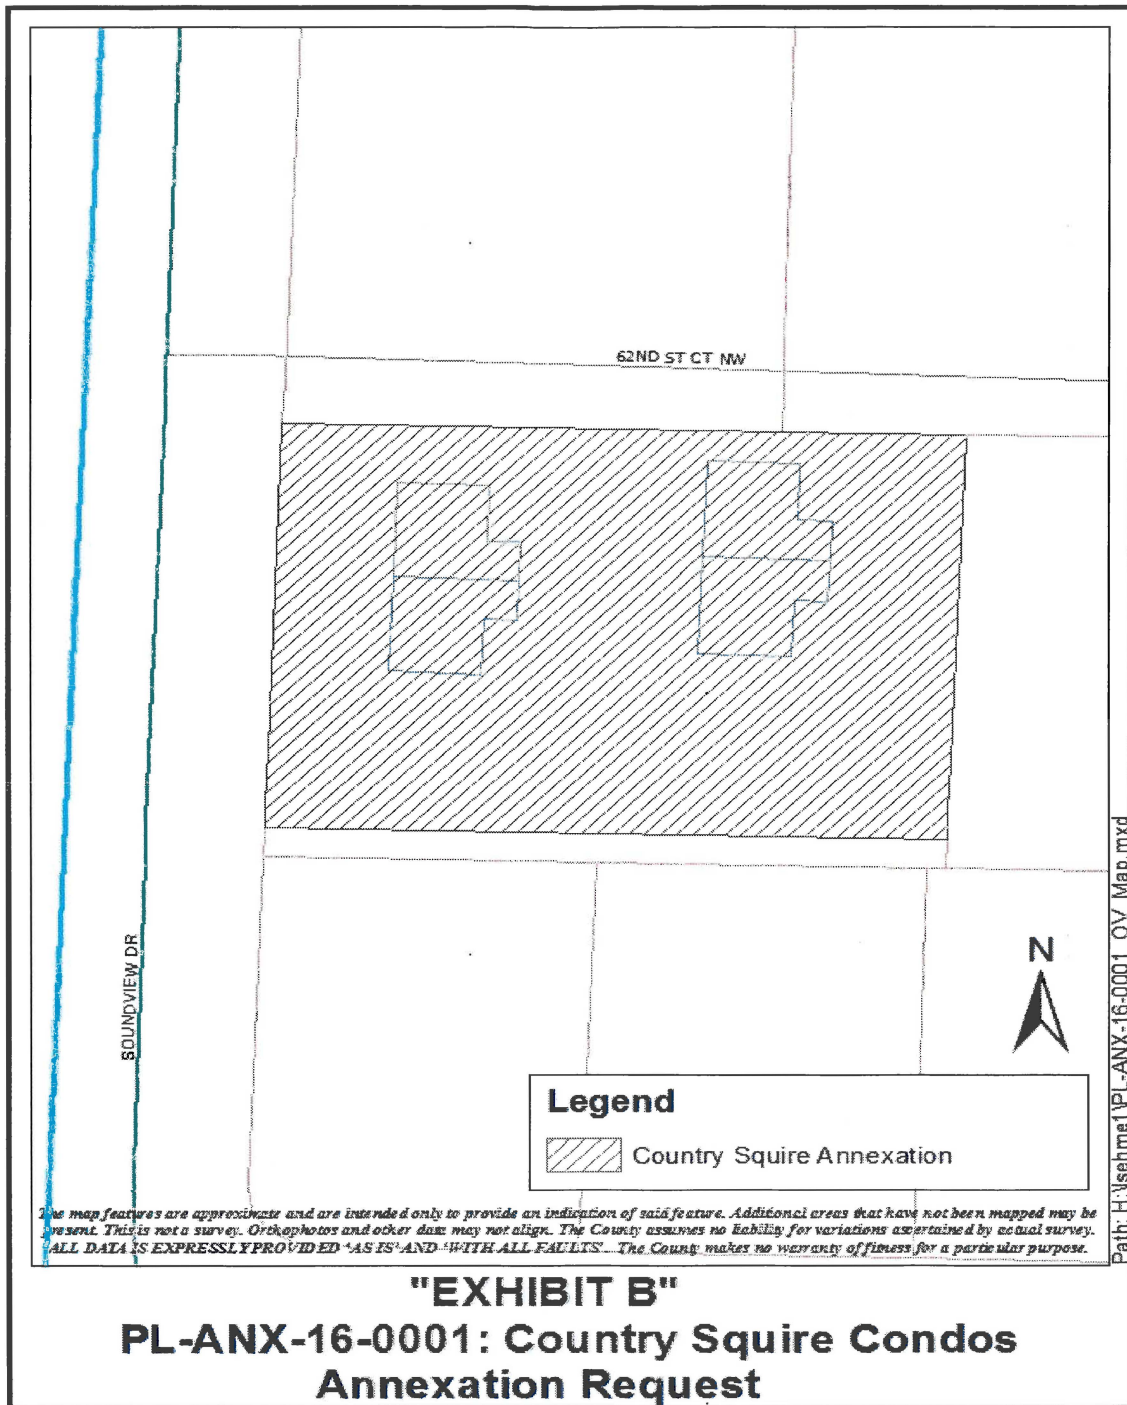 62ND ST CT NW
SOUNDVIEW DR
N
Legend
Country Squire Annexation
The map features are approximate and are intended only to provide an indication of said feature. Additional areas that have not been mapped may be
present. This is not a survey. Orthophotos and other data may not align. The County assumes no liability for variations ascertained by actual survey.
ALL DATA IS EXPRESSLY PROVIDED 'AS IS' AND 'WITH ALL FAULTS'. The County makes no warranty of fitness for a particular purpose.
Path: H:\lsehmel\PL-ANX-16-0001_OV_Map.mxd
"EXHIBIT B"
PL-ANX-16-0001: Country Squire Condos
Annexation Request